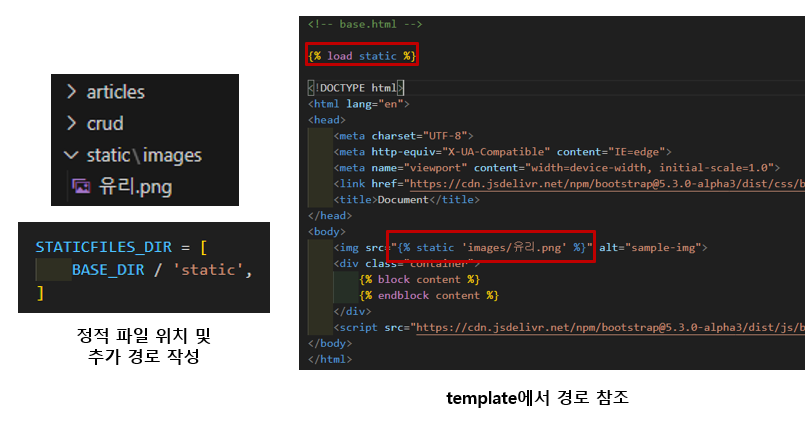 articles
crud
static\images
유리.png
STATICFILES_DIR = [
BASE_DIR / 'static',
]
정적 파일 위치 및
추가 경로 작성
<!-- base.html -->
{% load static %}
<!DOCTYPE html>
<html lang="en">
<head>
<meta charset="UTF-8">
<meta http-equiv="X-UA-Compatible" content="IE=edge">
<meta name="viewport" content="width=device-width, initial-scale=1.0">
<link href="https://cdn.jsdelivr.net/npm/bootstrap@5.3.0-alpha3/dist/css/b
<title>Document</title>
</head>
<body>
<img src="{% static 'images/유리.png' %}" alt="sample-img">
<div class="container">
{% block content %}
{% endblock content %}
</div>
<script src="https://cdn.jsdelivr.net/npm/bootstrap@5.3.0-alpha3/dist/js/b
</body>
</html>
template에서 경로 참조